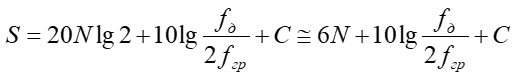 S = 20N lg 2 + 10 lg f_д / 2f_гр + C ≅ 6N + 10 lg f_д / 2f_гр + C